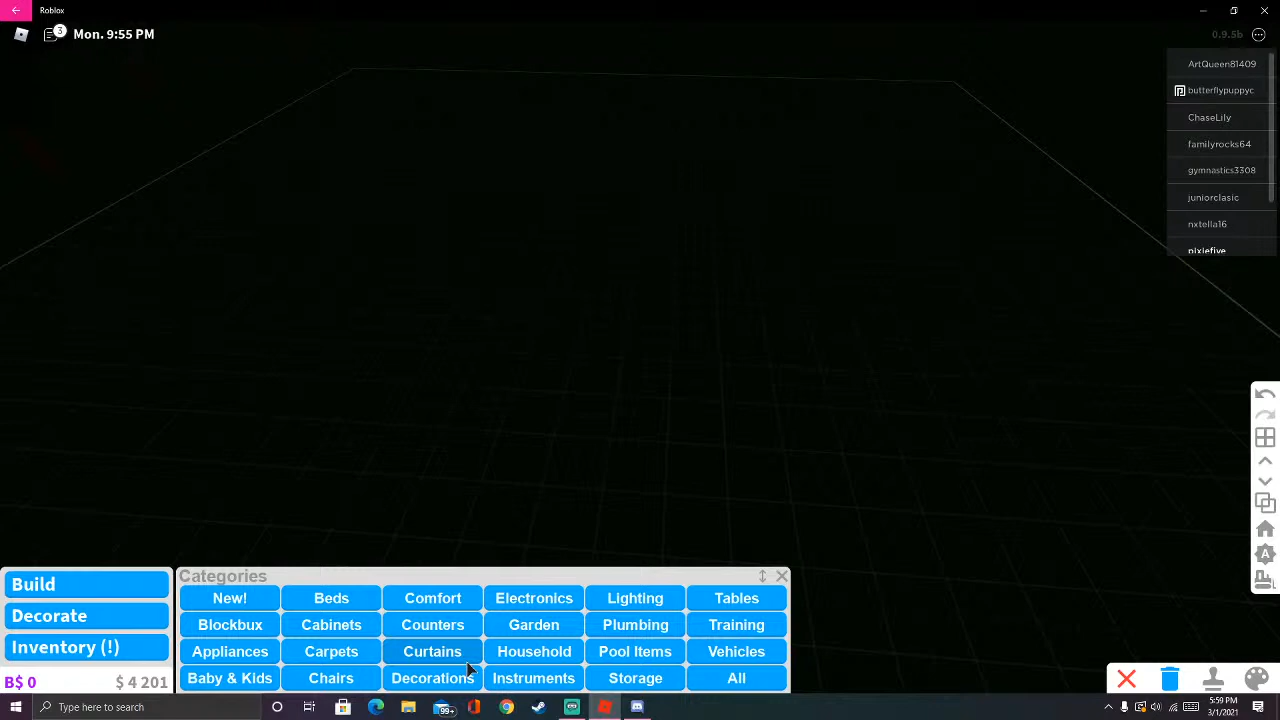 Roblox
3 Mon. 9:55 PM
0.9.5b
ArtQueen81409
butterflypuppyc
ChaseLily
familyrocks64
gymnastics3308
juniorclasic
nxtella16
pixlefive
Build
Decorate
Inventory (!)
B$ 0 $ 4 201
Categories
New! Beds Comfort Electronics Lighting Tables
Blockbux Cabinets Counters Garden Plumbing Training
Appliances Carpets Curtains Household Pool Items Vehicles
Baby & Kids Chairs Decorations Instruments Storage All
A
Type here to search
99+
5:59 PM
3/1/2021